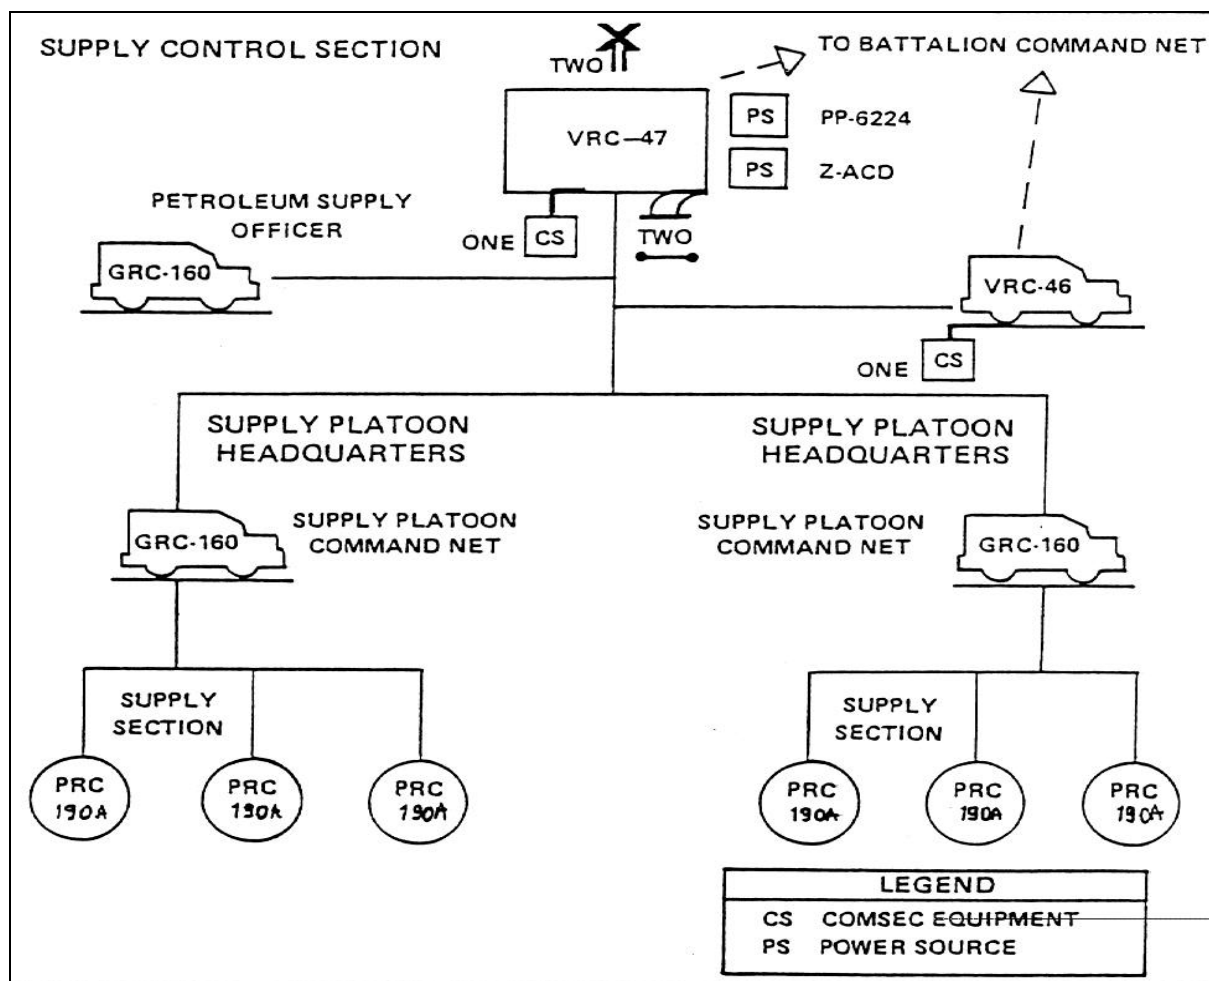 SUPPLY CONTROL SECTION
TWO
TO BATTALION COMMAND NET
VRC-47
PS PP-6224
PS Z-ACD
PETROLEUM SUPPLY
OFFICER
ONE CS
TWO
GRC-160
VRC-46
ONE CS
SUPPLY PLATOON
HEADQUARTERS
SUPPLY PLATOON
HEADQUARTERS
GRC-160
SUPPLY PLATOON
COMMAND NET
SUPPLY PLATOON
COMMAND NET
GRC-160
SUPPLY
SECTION
SUPPLY
SECTION
PRC
190A
PRC
190A
PRC
190A
PRC
190A
PRC
190A
PRC
190A
LEGEND
CS COMSEC EQUIPMENT
PS POWER SOURCE